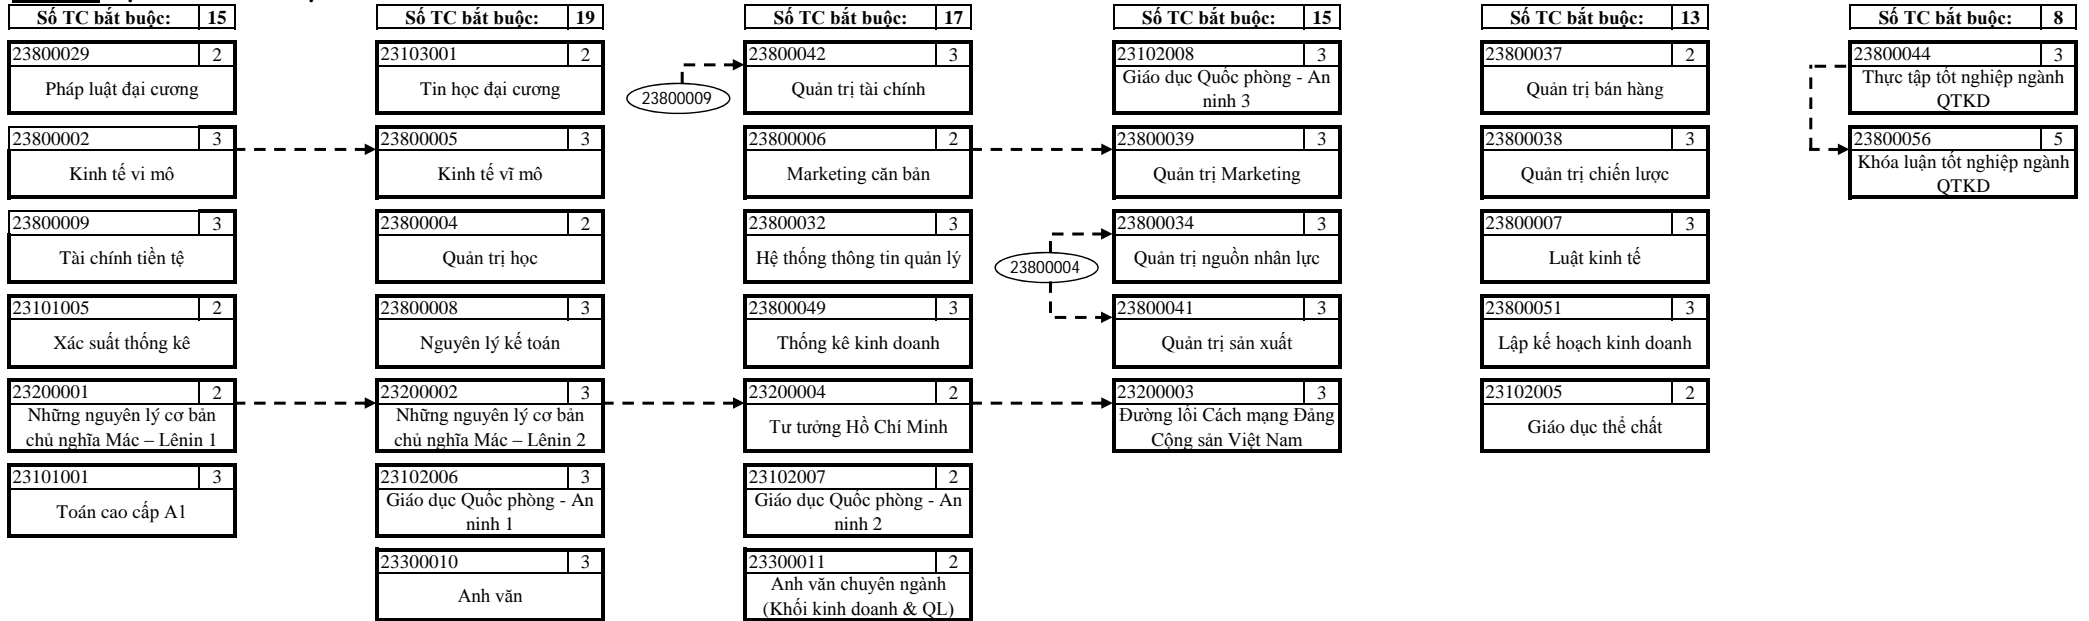 Số TC bắt buộc: 15
23800029 2
Pháp luật đại cương
23800002 3
Kinh tế vi mô
23800009 3
Tài chính tiền tệ
23101005 2
Xác suất thống kê
23200001 2
Những nguyên lý cơ bản
chủ nghĩa Mác – Lênin 1
23101001 3
Toán cao cấp A1
Số TC bắt buộc: 19
23103001 2
Tin học đại cương
23800005 3
Kinh tế vĩ mô
23800004 2
Quản trị học
23800008 3
Nguyên lý kế toán
23200002 3
Những nguyên lý cơ bản
chủ nghĩa Mác – Lênin 2
23102006 3
Giáo dục Quốc phòng - An
ninh 1
23300010 3
Anh văn
23800009
Số TC bắt buộc: 17
23800042 3
Quản trị tài chính
23800006 2
Marketing căn bản
23800032 3
Hệ thống thông tin quản lý
23800049 3
Thống kê kinh doanh
23200004 2
Tư tưởng Hồ Chí Minh
23102007 2
Giáo dục Quốc phòng - An
ninh 2
23300011 2
Anh văn chuyên ngành
(Khối kinh doanh & QL)
23800004
Số TC bắt buộc: 15
23102008 3
Giáo dục Quốc phòng - An
ninh 3
23800039 3
Quản trị Marketing
23800034 3
Quản trị nguồn nhân lực
23800041 3
Quản trị sản xuất
23200003 3
Đường lối Cách mạng Đảng
Cộng sản Việt Nam
Số TC bắt buộc: 13
23800037 2
Quản trị bán hàng
23800038 3
Quản trị chiến lược
23800007 3
Luật kinh tế
23800051 3
Lập kế hoạch kinh doanh
23102005 2
Giáo dục thể chất
Số TC bắt buộc: 8
23800044 3
Thực tập tốt nghiệp ngành
QTKD
23800056 5
Khóa luận tốt nghiệp ngành
QTKD